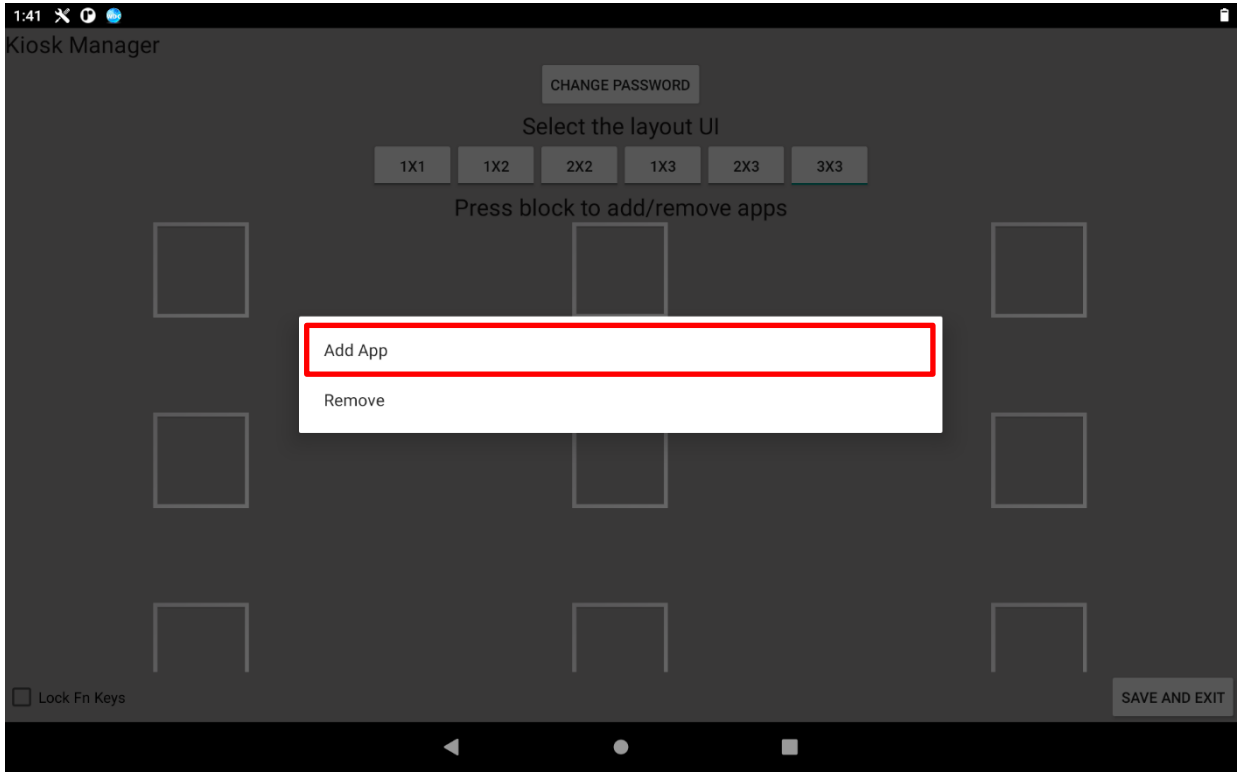 1:41
Kiosk Manager
CHANGE PASSWORD
Select the layout UI
1X1 1X2 2X2 1X3 2X3 3X3
Press block to add/remove apps
Add App
Remove
Lock Fn Keys
SAVE AND EXIT